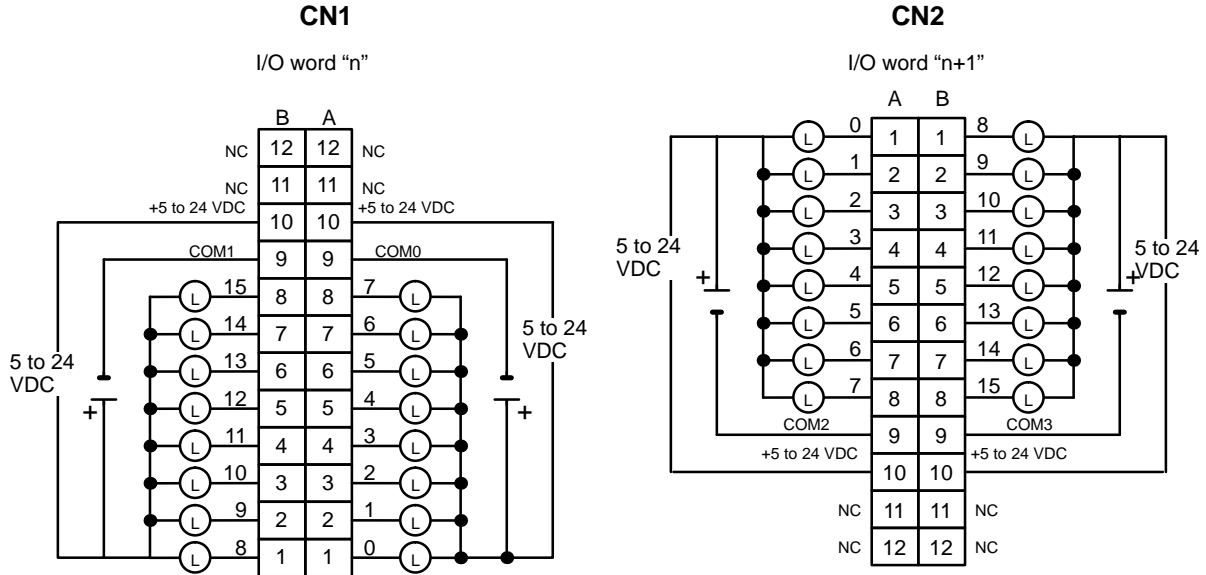 CN1
I/O word “n”
B A
NC 12 12 NC
NC 11 11 NC
+5 to 24 VDC 10 10 +5 to 24 VDC
COM1 9 9 COM0
L 15 8 8 7 L
L 14 7 7 6 L
L 13 6 6 5 L
L 12 5 5 4 L
L 11 4 4 3 L
L 10 3 3 2 L
L 9 2 2 1 L
L 8 1 1 0 L
5 to 24
VDC
+
5 to 24
VDC
+
CN2
I/O word “n+1”
A B
L 0 1 1 8 L
L 1 2 2 9 L
L 2 3 3 10 L
L 3 4 4 11 L
L 4 5 5 12 L
L 5 6 6 13 L
L 6 7 7 14 L
L 7 8 8 15 L
COM2 9 9 COM3
+5 to 24 VDC 10 10 +5 to 24 VDC
NC 11 11 NC
NC 12 12 NC
5 to 24
VDC
+
5 to 24
VDC
+